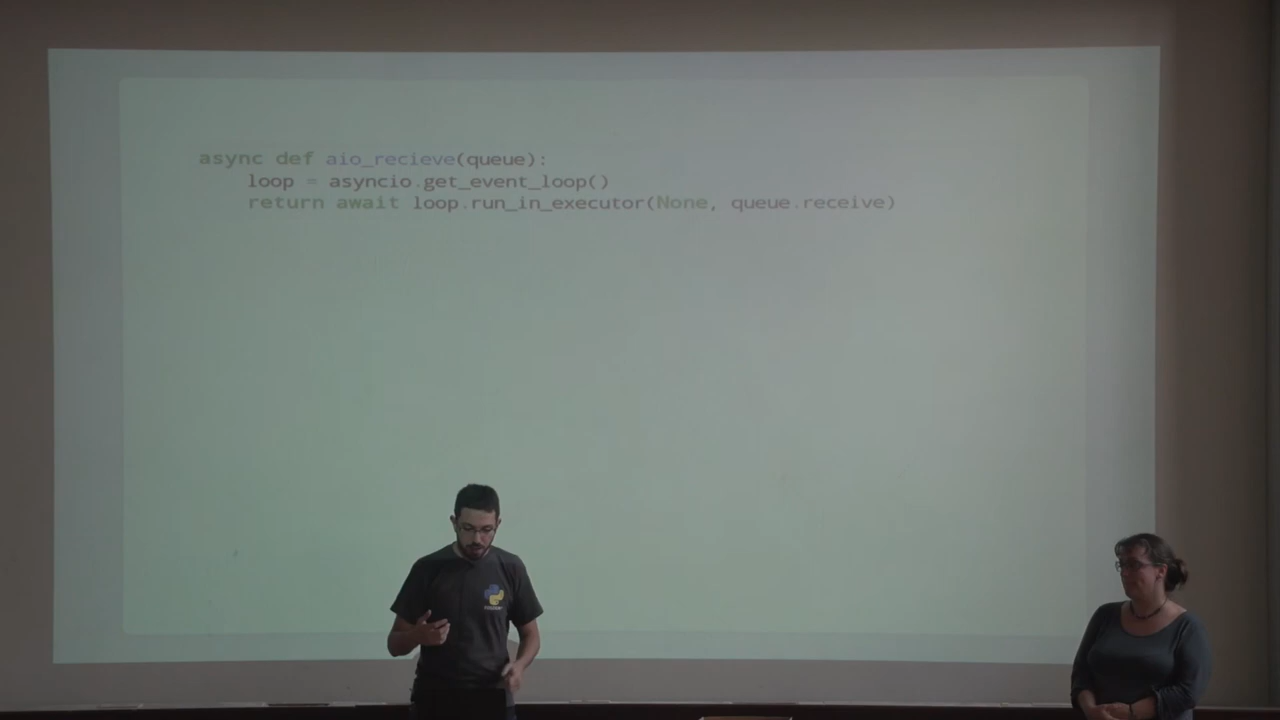 async def aio_recieve(queue):
    loop = asyncio.get_event_loop()
    return await loop.run_in_executor(None, queue.receive)